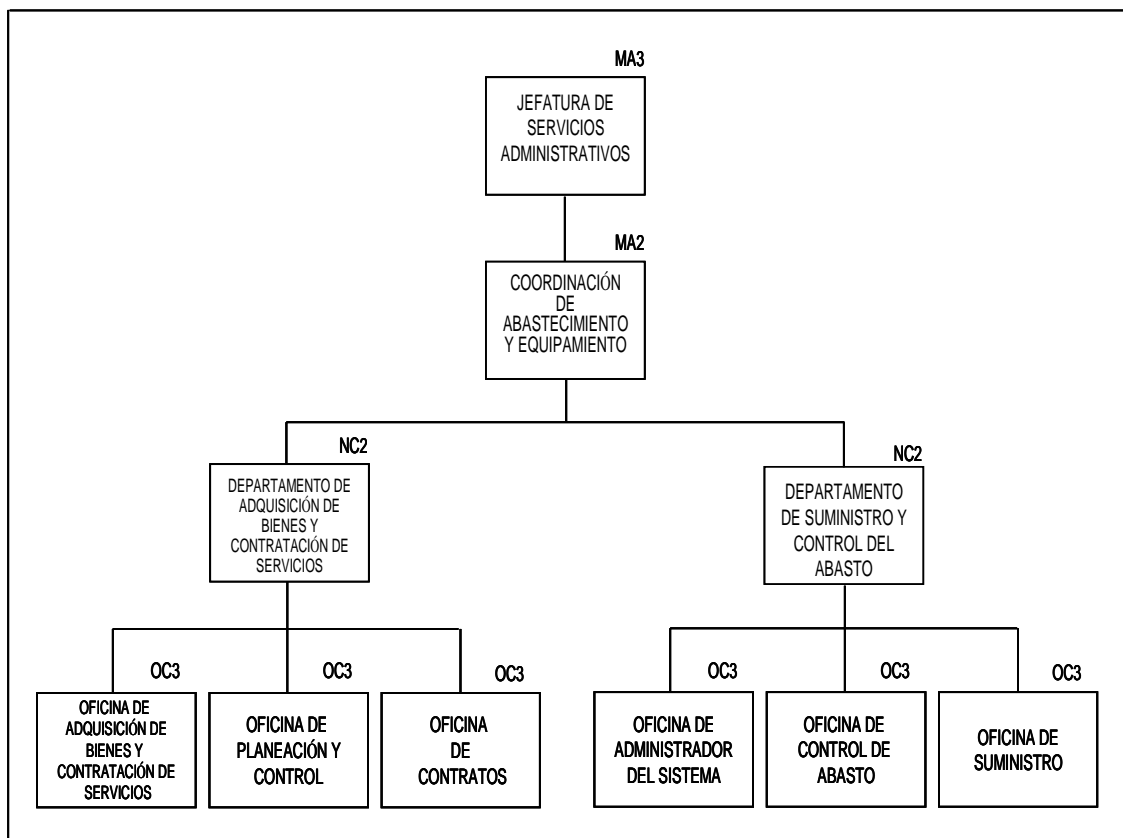 MA3
JEFATURA DE
SERVICIOS
ADMINISTRATIVOS
MA2
COORDINACIÓN
DE
ABASTECIMIENTO
Y EQUIPAMIENTO
NC2
DEPARTAMENTO DE
ADQUISICIÓN DE
BIENES Y
CONTRATACIÓN DE
SERVICIOS
NC2
DEPARTAMENTO
DE SUMINISTRO Y
CONTROL DEL
ABASTO
OC3
OFICINA DE
ADQUISICIÓN DE
BIENES Y
CONTRATACIÓN DE
SERVICIOS
OC3
OFICINA DE
PLANEACIÓN Y
CONTROL
OC3
OFICINA
DE
CONTRATOS
OC3
OFICINA DE
ADMINISTRADOR
DEL SISTEMA
OC3
OFICINA DE
CONTROL DE
ABASTO
OC3
OFICINA DE
SUMINISTRO